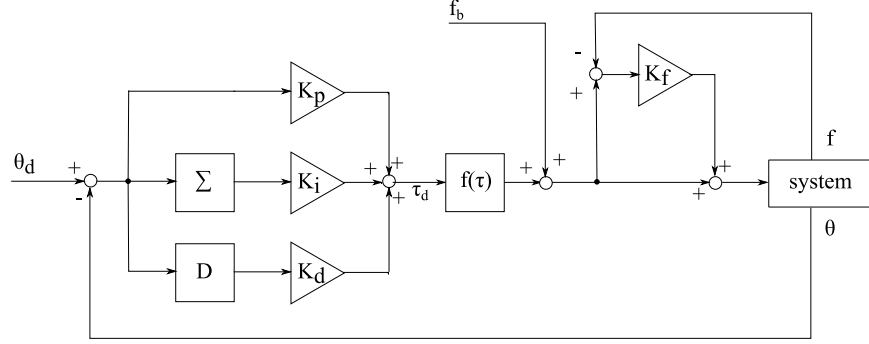 f_b
-
K_f
+
K_p
f
θ_d
+
-
Σ
K_i
+
+
+
τ_d
f(τ)
+
+
+
+
system
θ
D
K_d